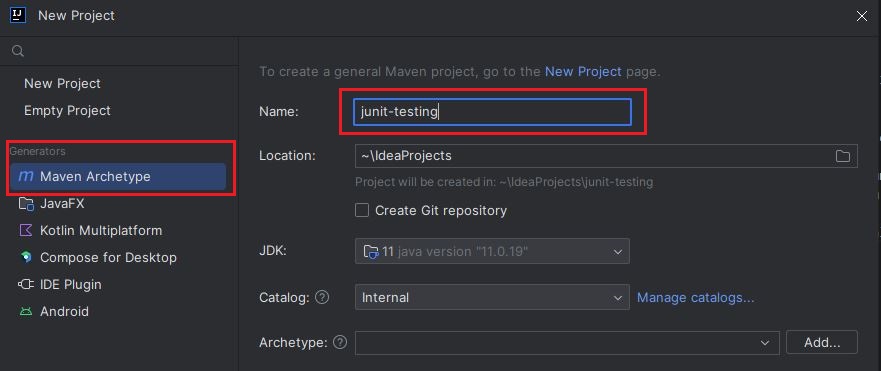 New Project
New Project
Empty Project
Generators
Maven Archetype
JavaFX
Kotlin Multiplatform
Compose for Desktop
IDE Plugin
Android
To create a general Maven project, go to the New Project page.
Name: junit-testing
Location: ~\IdeaProjects
Project will be created in: ~\IdeaProjects\junit-testing
Create Git repository
JDK: 11 java version "11.0.19"
Catalog: ? Internal Manage catalogs...
Archetype: ? Add...